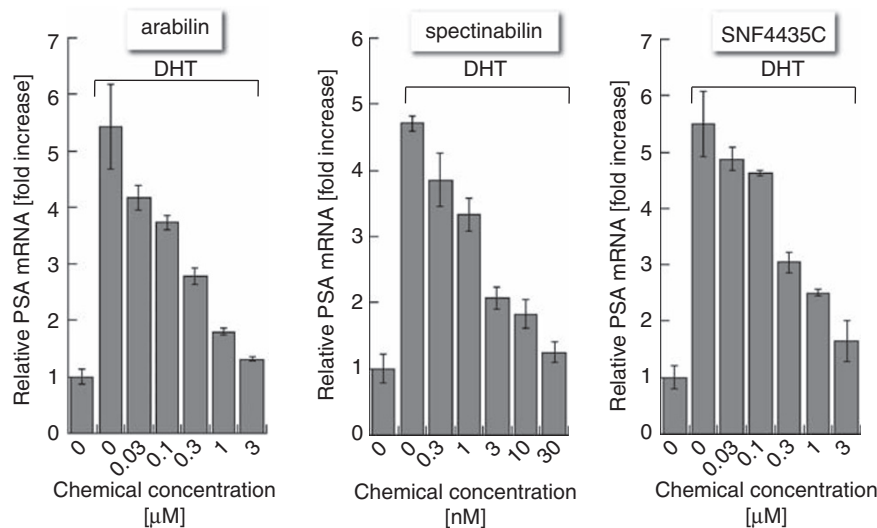 arabilin
DHT
Relative PSA mRNA [fold increase]
7
6
5
4
3
2
1
0
0
0
0.03
0.1
0.3
1
3
Chemical concentration
[μM]
spectinabilin
DHT
Relative PSA mRNA [fold increase]
6
5
4
3
2
1
0
0
0
0.3
1
3
10
30
Chemical concentration
[nM]
SNF4435C
DHT
Relative PSA mRNA [fold increase]
7
6
5
4
3
2
1
0
0
0
0.03
0.1
0.3
1
3
Chemical concentration
[μM]